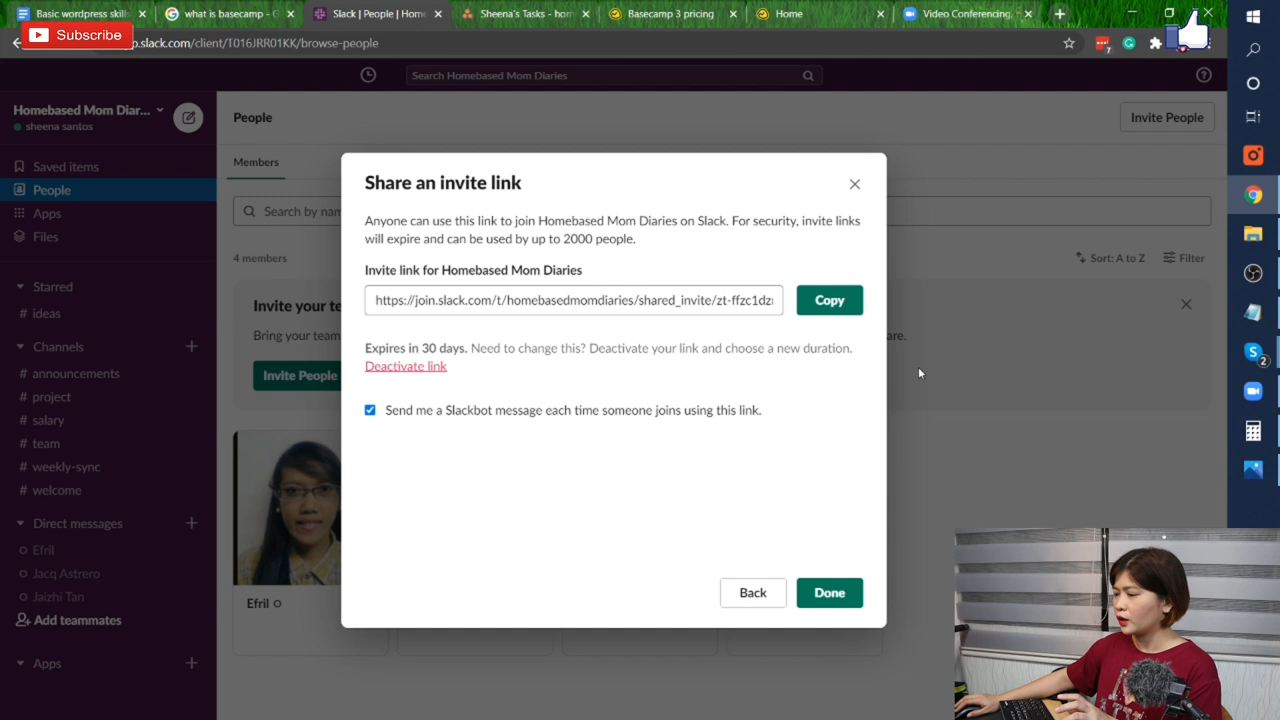 Basic wordpress skills
what is basecamp - G
Slack | People | Home
Sheena's Tasks - hom
Basecamp 3 pricing
Home
Video Conferencing,
Subscribe
p.slack.com/client/T016JRR01KK/browse-people
7
Search Homebased Mom Diaries
Homebased Mom Diar...
sheena santos
Saved items
People
Apps
Files
Starred
# ideas
Channels
# announcements
# project
# salary
# team
# weekly-sync
# welcome
Direct messages
Efril
Jacq Astrero
Jaizhi Tan
Add teammates
Apps
People
Invite People
Members
Search by nam
4 members
Sort: A to Z
Filter
Invite your
Bring your team
are.
Invite People
Efril
Share an invite link
Anyone can use this link to join Homebased Mom Diaries on Slack. For security, invite links
will expire and can be used by up to 2000 people.
Invite link for Homebased Mom Diaries
https://join.slack.com/t/homebasedmomdiaries/shared_invite/zt-ffzc1dz
Copy
Expires in 30 days. Need to change this? Deactivate your link and choose a new duration.
Deactivate link
Send me a Slackbot message each time someone joins using this link.
Back
Done
2